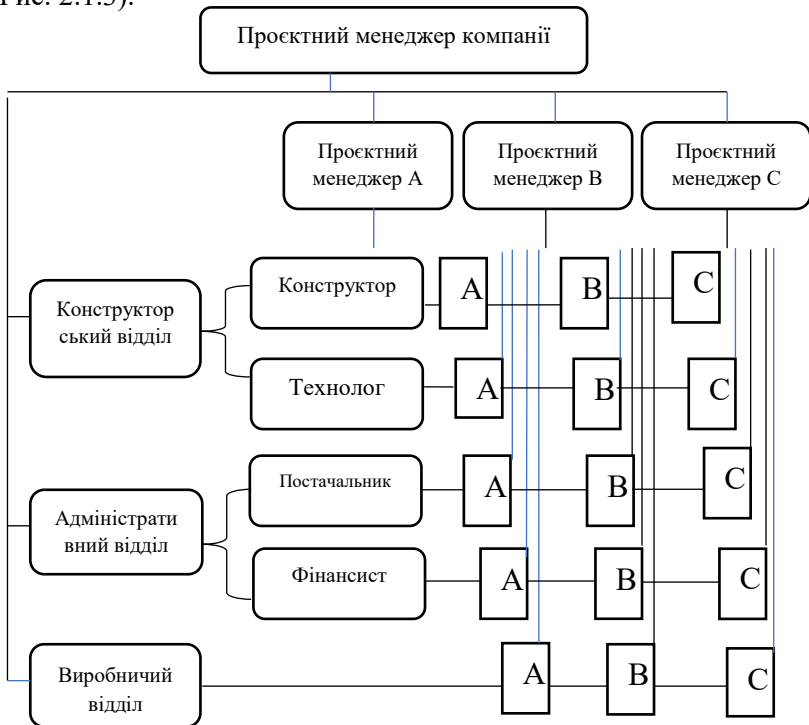 Рис. 2.1.3).
Проєктний менеджер компанії
Проєктний
менеджер А
Проєктний
менеджер В
Проєктний
менеджер С
Конструктор
ський відділ
Конструктор
А
В
С
Технолог
А
В
С
Адміністрати
вний відділ
Постачальник
А
В
С
Фінансист
А
В
С
Виробничий
відділ
А
В
С